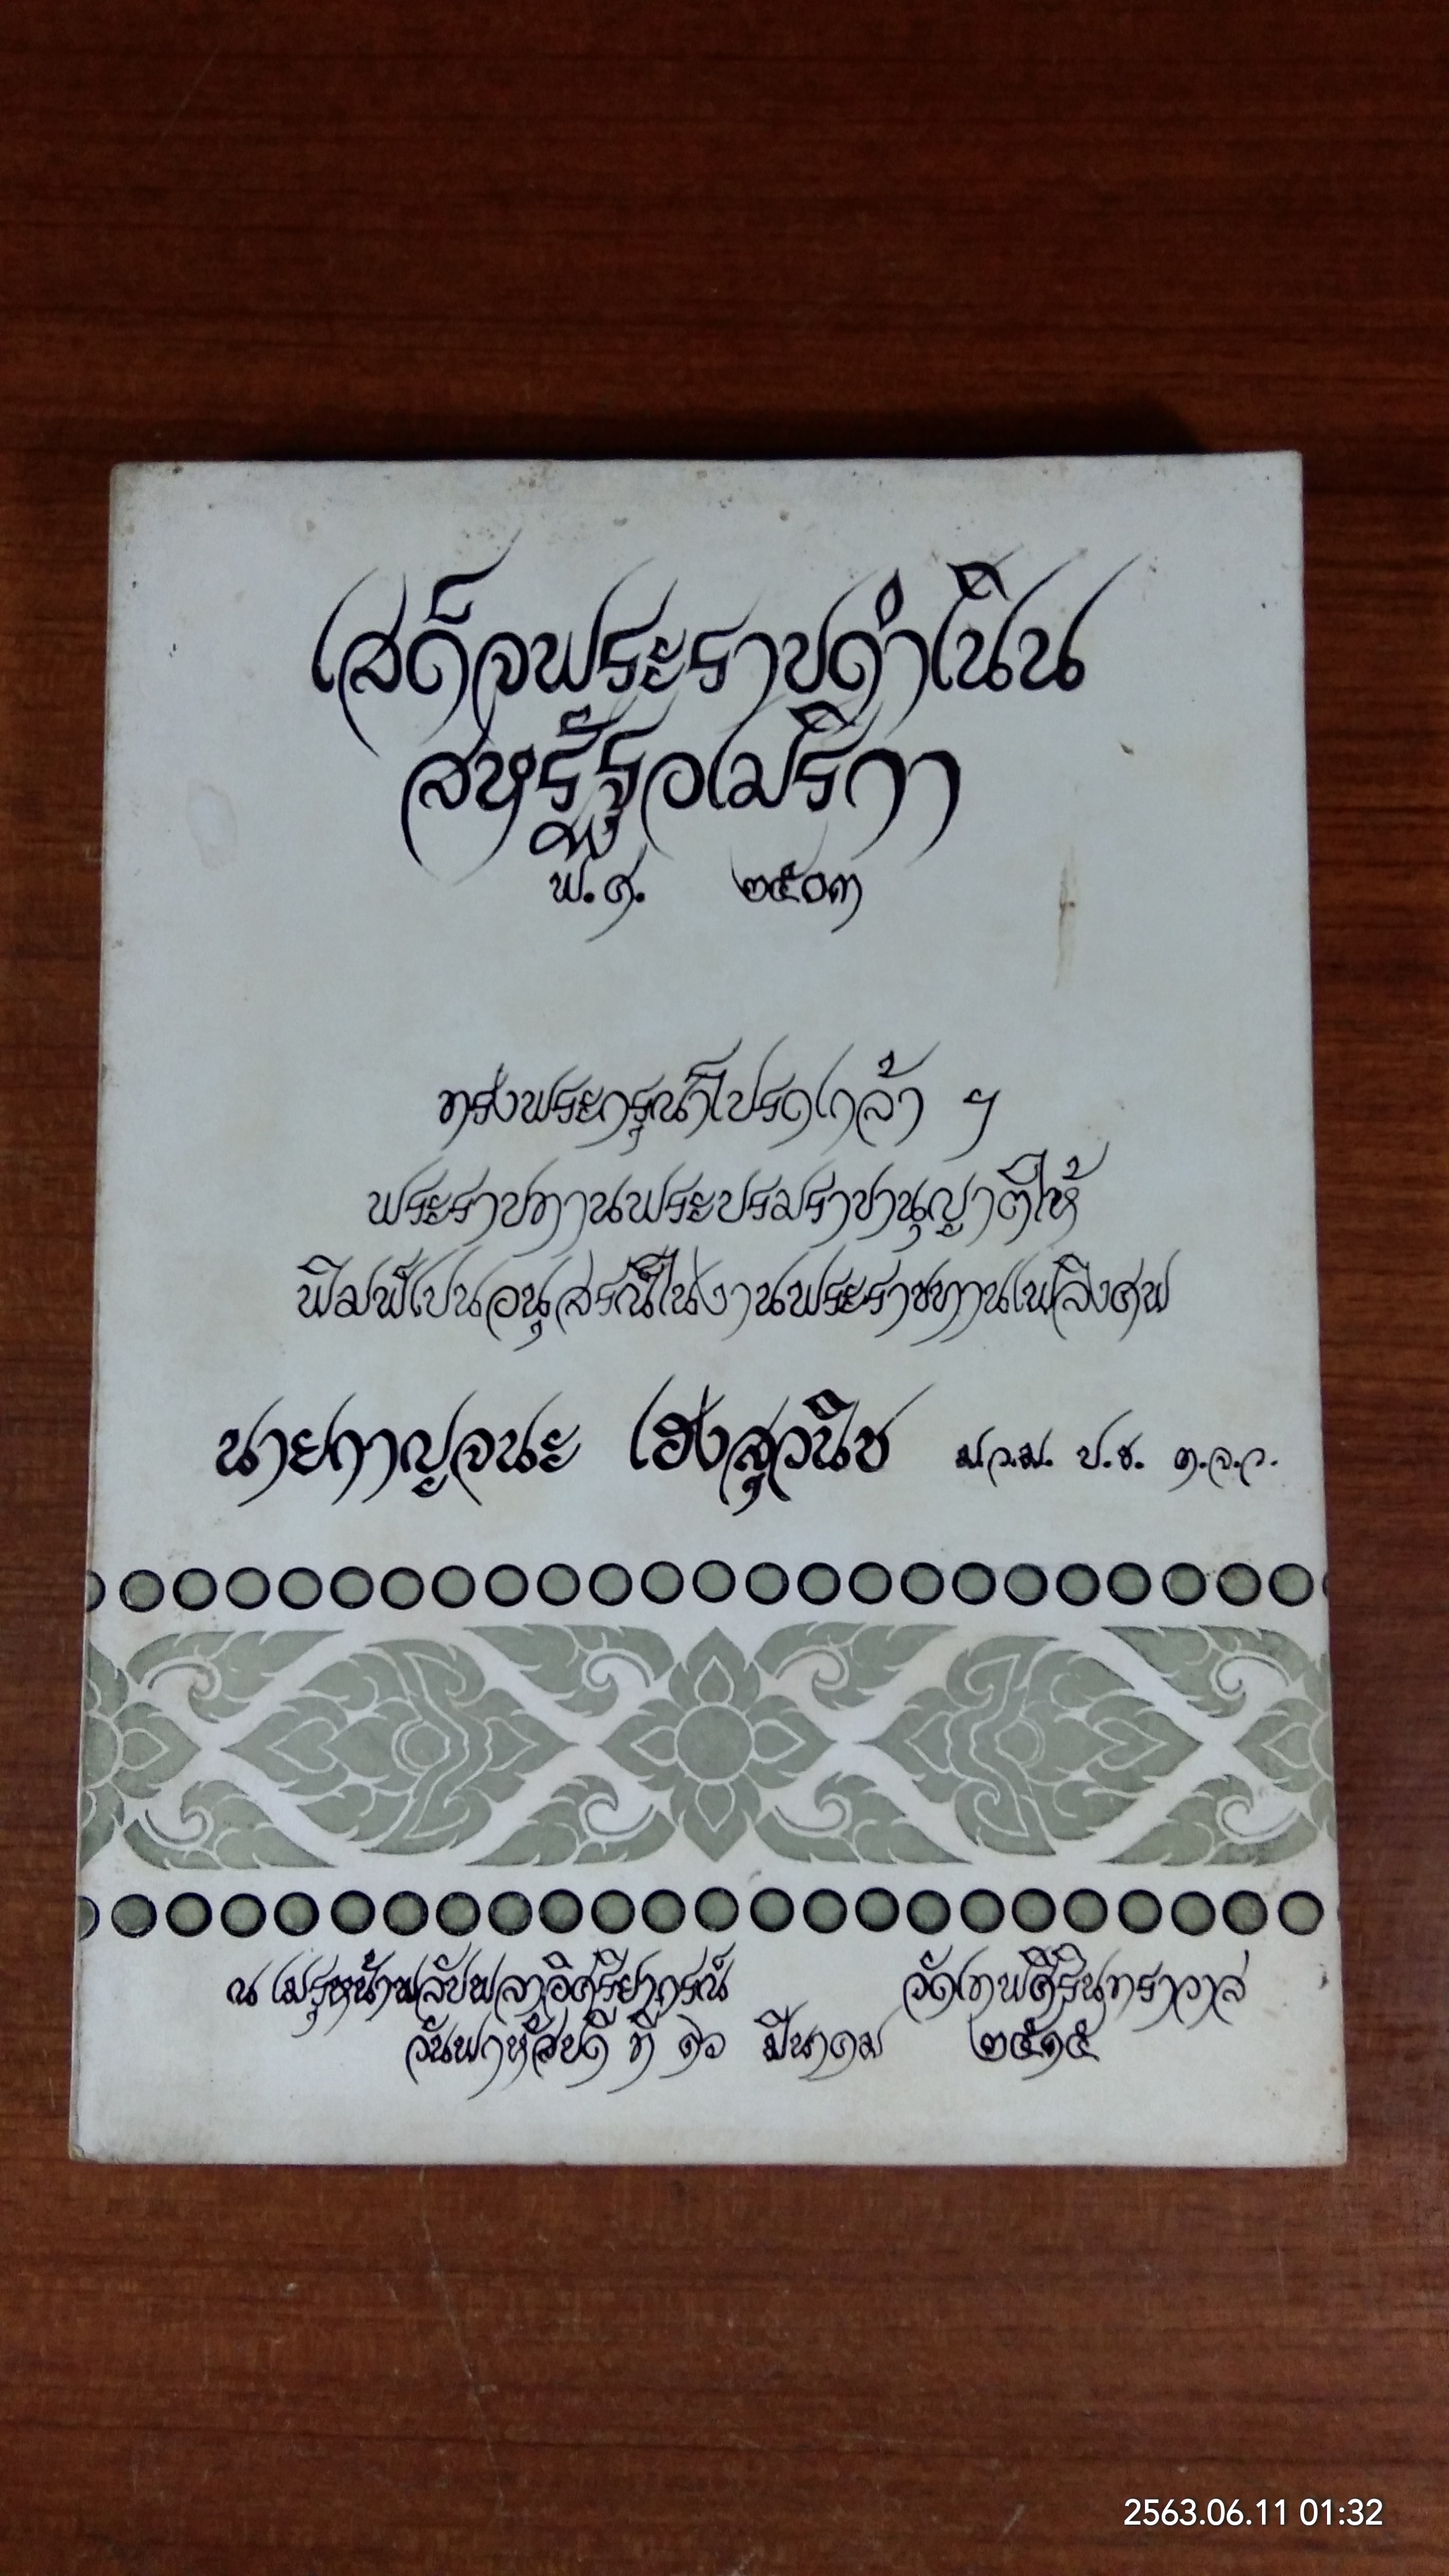 เสด็จพระราชดำเนิน
สหรัฐอเมริกา
พ.ศ. ๒๕๐๓
ทรงพระกรุณาโปรดเกล้า ฯ
พระราชทานพระบรมราชานุญาตให้
พิมพ์เป็นอนุสรณ์ในงานพระราชทานเพลิงศพ
นายกาญจนะ เฮงสุวนิช ม.ว.ม. ป.ช. ต.จ.ว.
ณ เมรุหน้าพลับพลาอิศริยาภรณ์ วัดเทพศิรินทราวาส
วันพฤหัสบดี ที่ ๑๖ มีนาคม ๒๕๑๕
2563.06.11 01:32